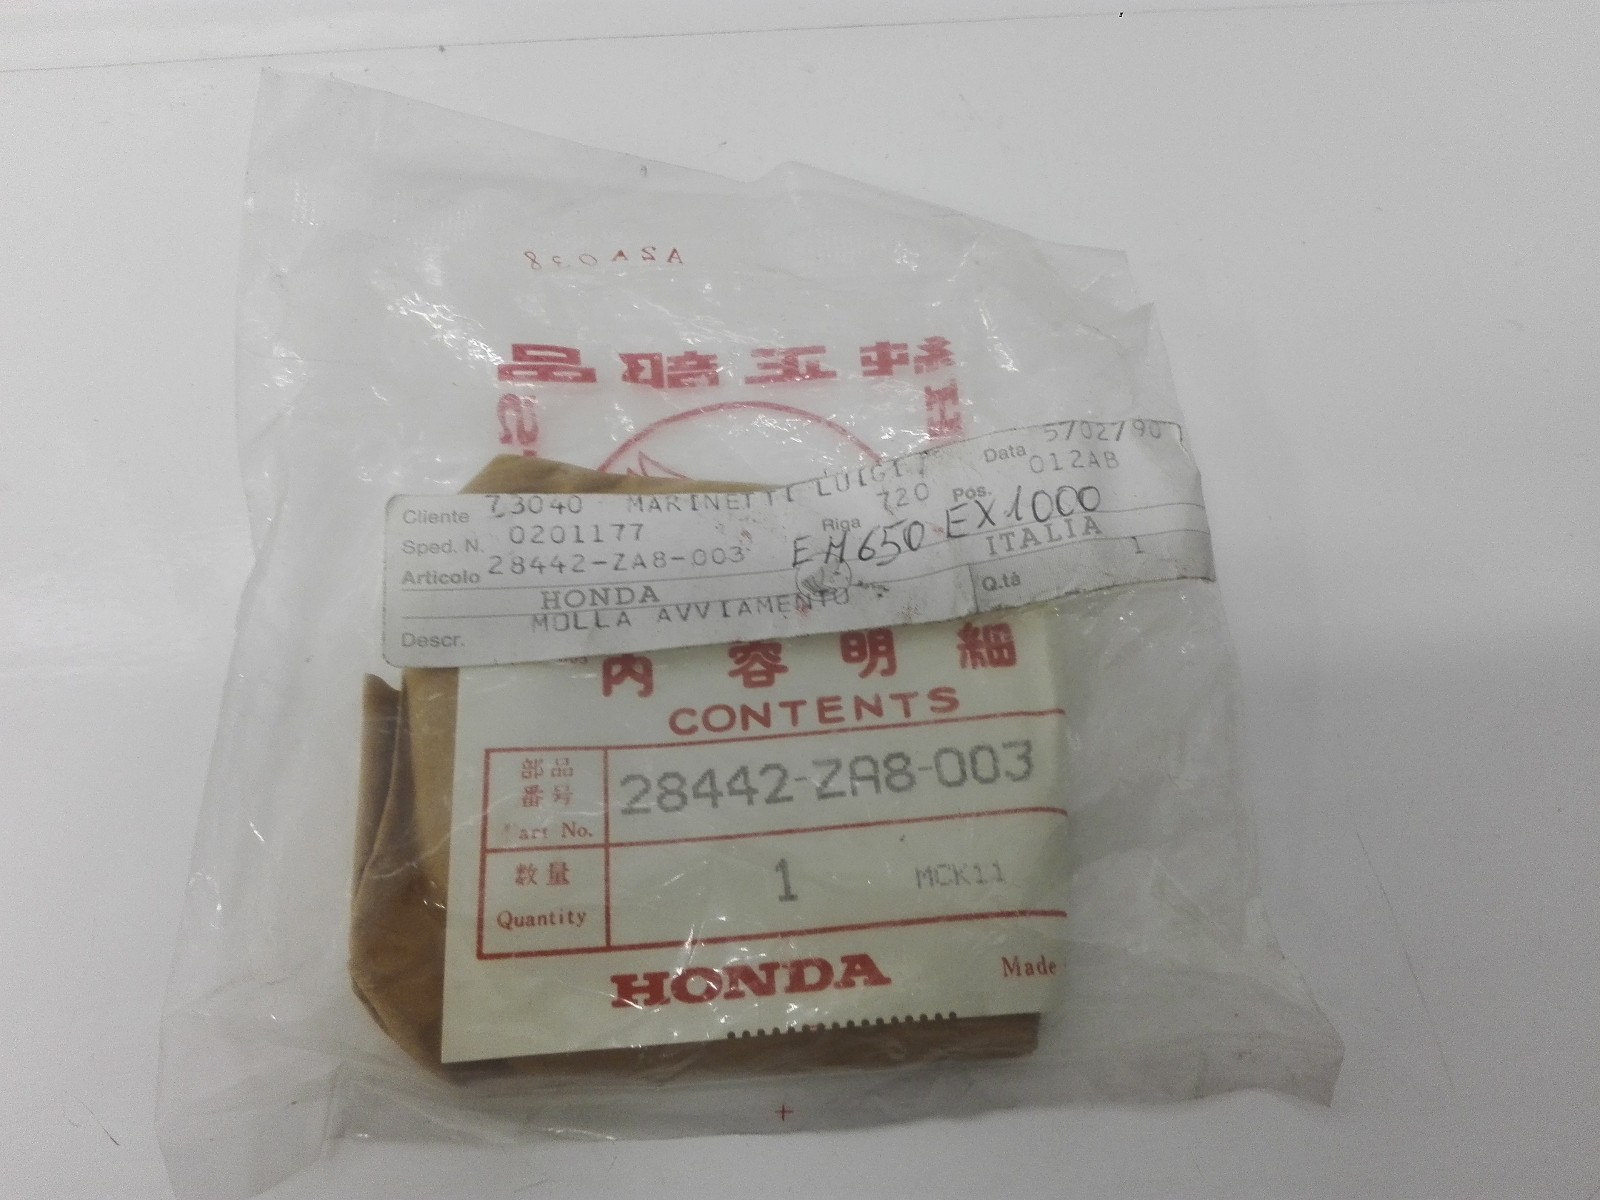 A2A038
純正部品
Data 5702790
Cliente 73040 MARINETTI LUIGI
012AB
Sped. N. 0201177 Riga 720 Pos.
Articolo 28442-ZA8-003 EM650 EX1000
HONDA ITALIA
Descr. MOLLA AVVIAMENTO Q.tà 1
内容明細
CONTENTS
部品
番号
Part No. 28442-ZA8-003
数量
Quantity 1 MCK11
HONDA Made